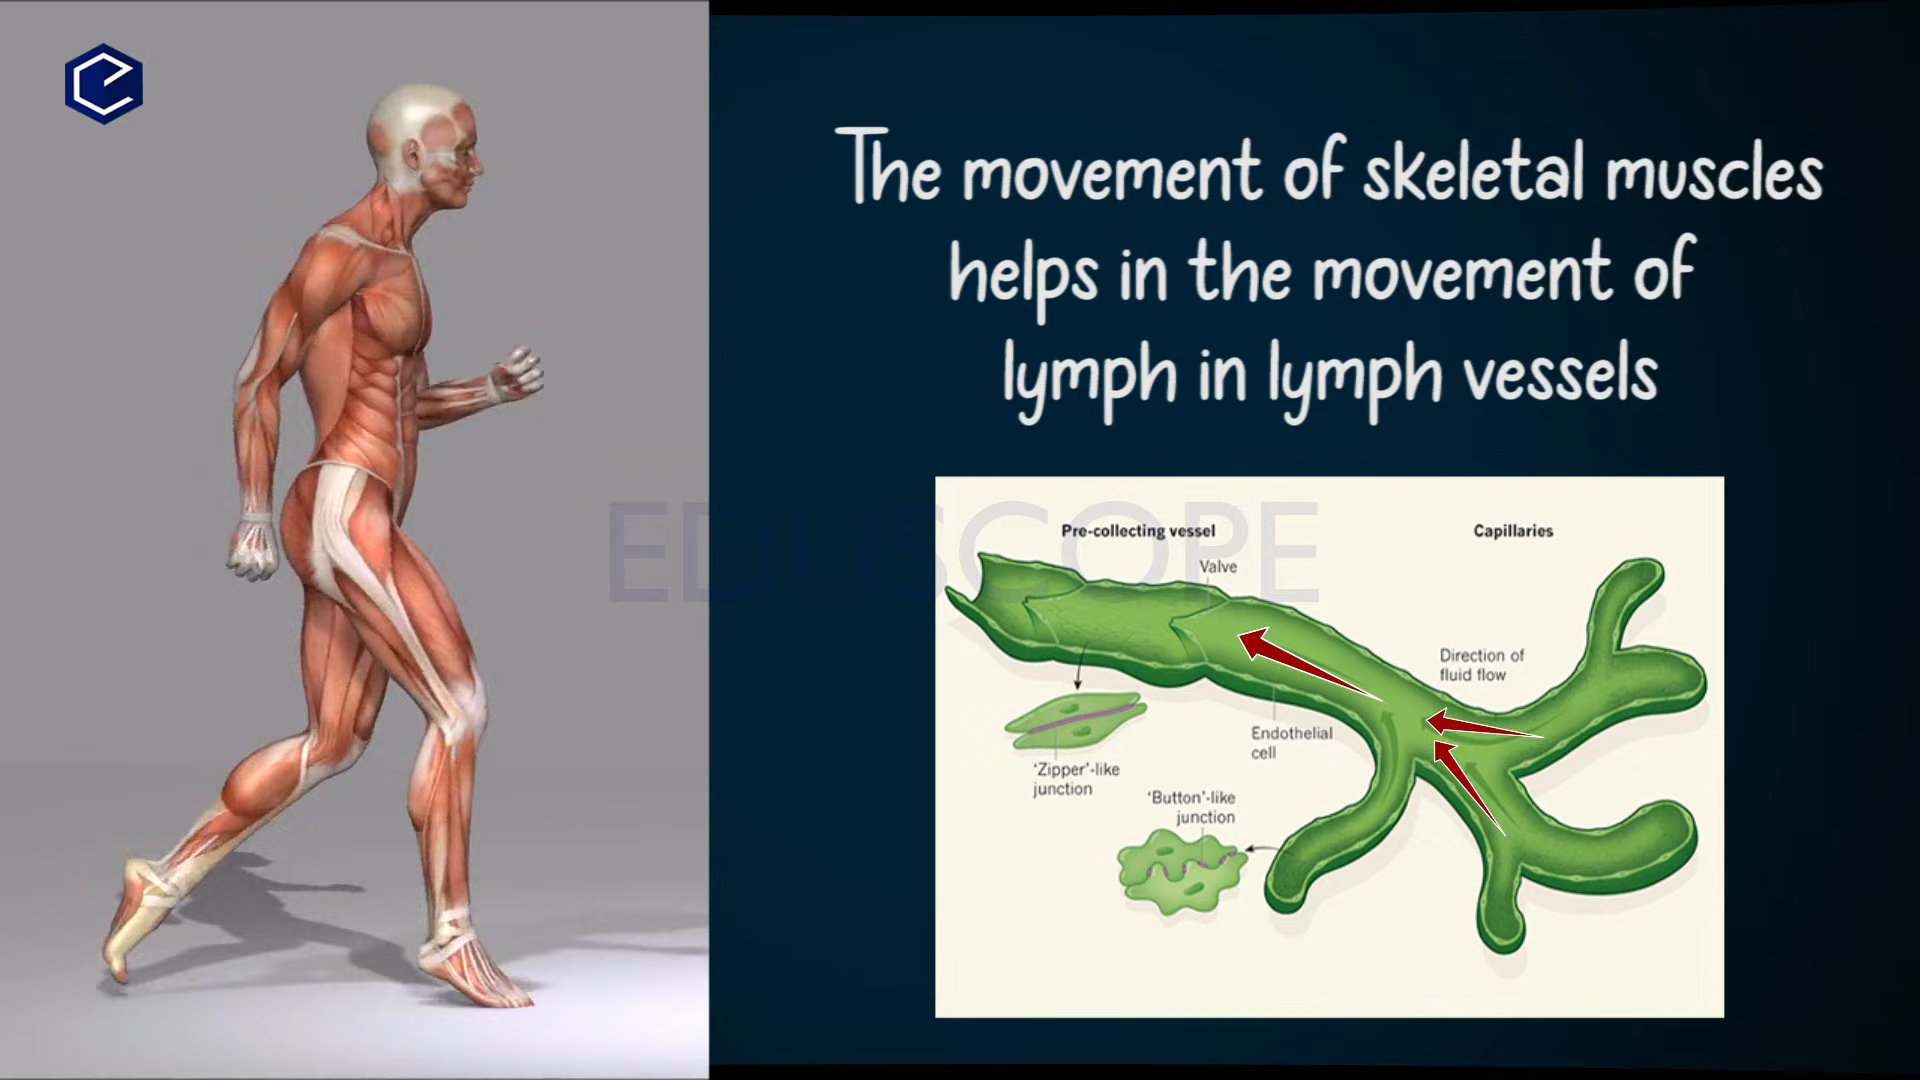 The movement of skeletal muscles
helps in the movement of
lymph in lymph vessels
EDUSCOPE
Pre-collecting vessel
Capillaries
Valve
Direction of
fluid flow
Endothelial
cell
‘Zipper’-like
junction
‘Button’-like
junction